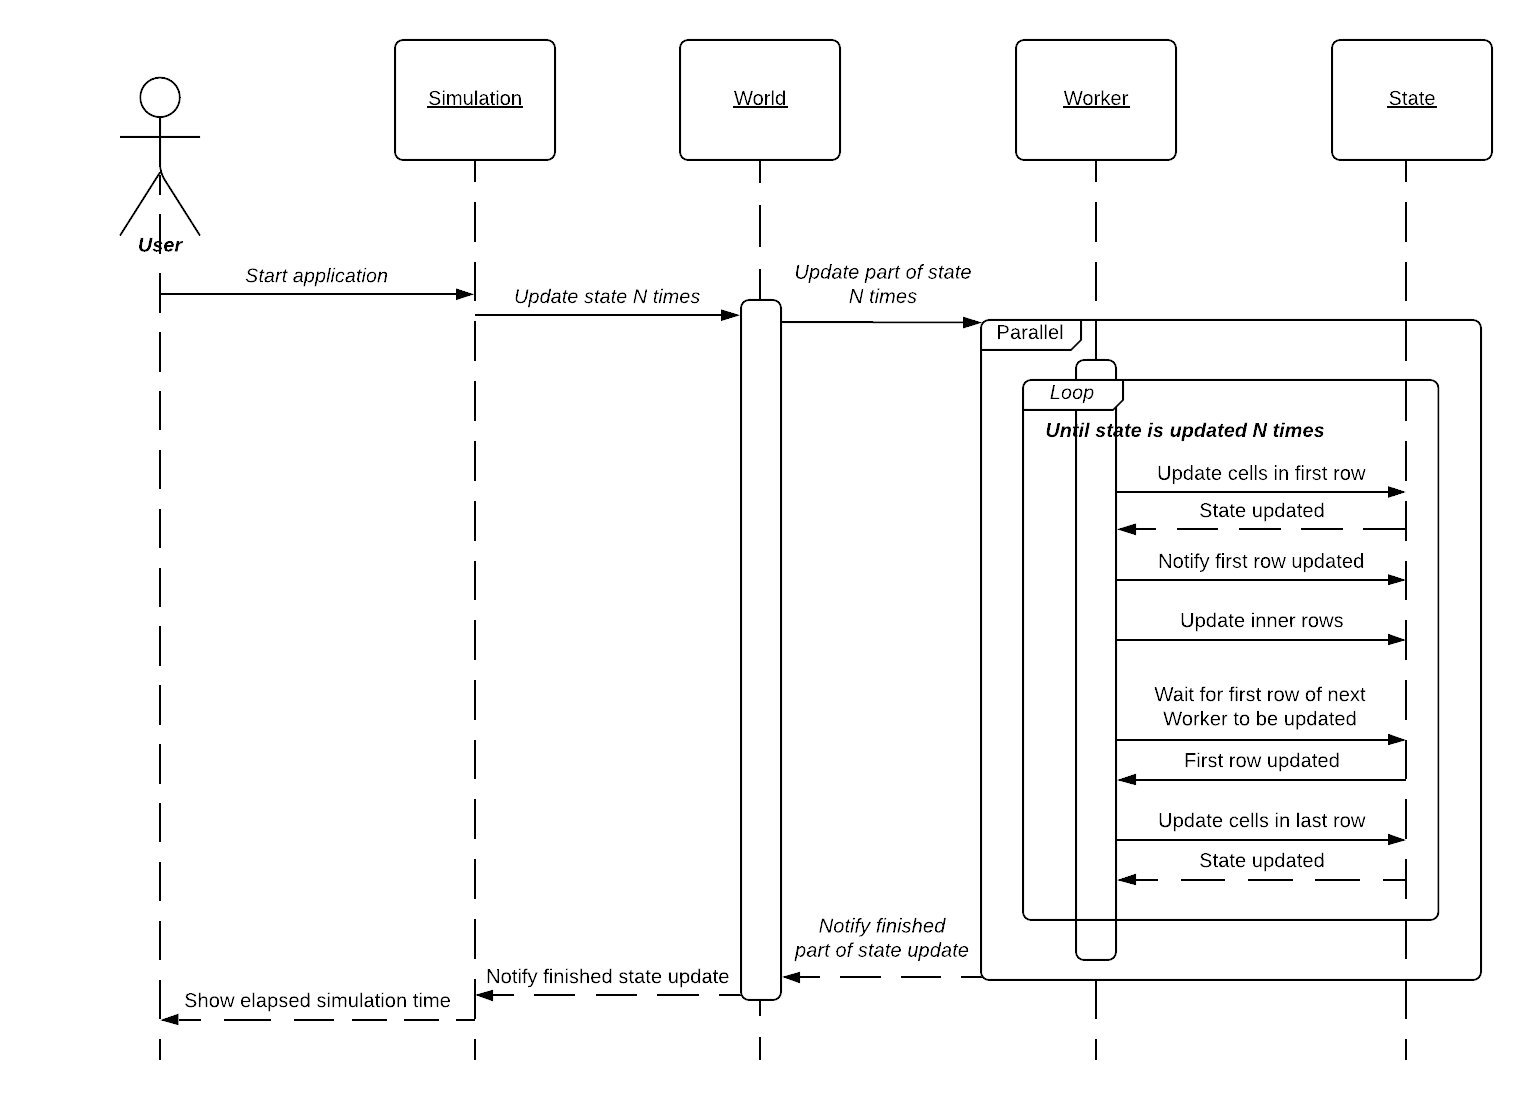 Simulation
World
Worker
State
User
Start application
Update state N times
Update part of state
N times
Parallel
Loop
Until state is updated N times
Update cells in first row
State updated
Notify first row updated
Update inner rows
Wait for first row of next
Worker to be updated
First row updated
Update cells in last row
State updated
Notify finished
part of state update
Notify finished state update
Show elapsed simulation time